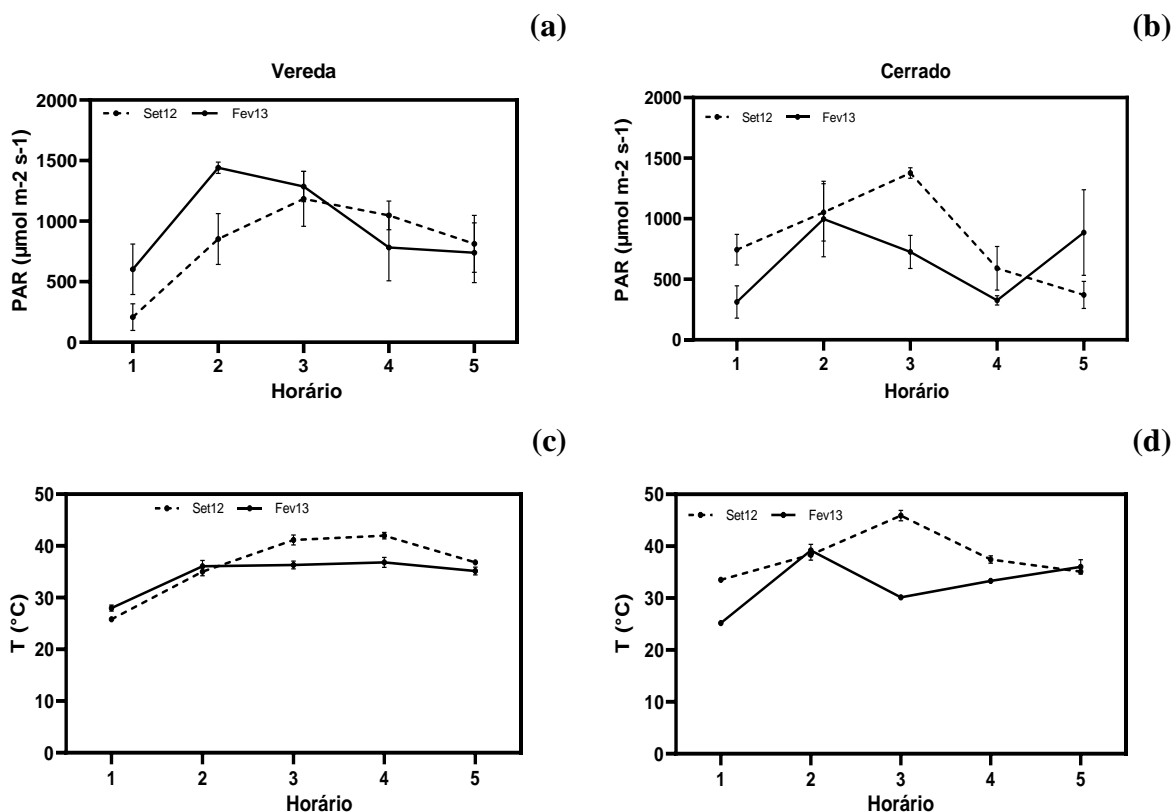 (a)
Vereda
Set12 Fev13
PAR (µmol m-2 s-1)
2000
1500
1000
500
0
1 2 3 4 5
Horário
(b)
Cerrado
Set12 Fev13
PAR (µmol m-2 s-1)
2000
1500
1000
500
0
1 2 3 4 5
Horário
(c)
Set12 Fev13
T (°C)
50
40
30
20
10
0
1 2 3 4 5
Horário
(d)
Set12 Fev13
T (°C)
50
40
30
20
10
0
1 2 3 4 5
Horário